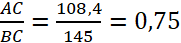 AC/BC = 108,4/145 = 0,75